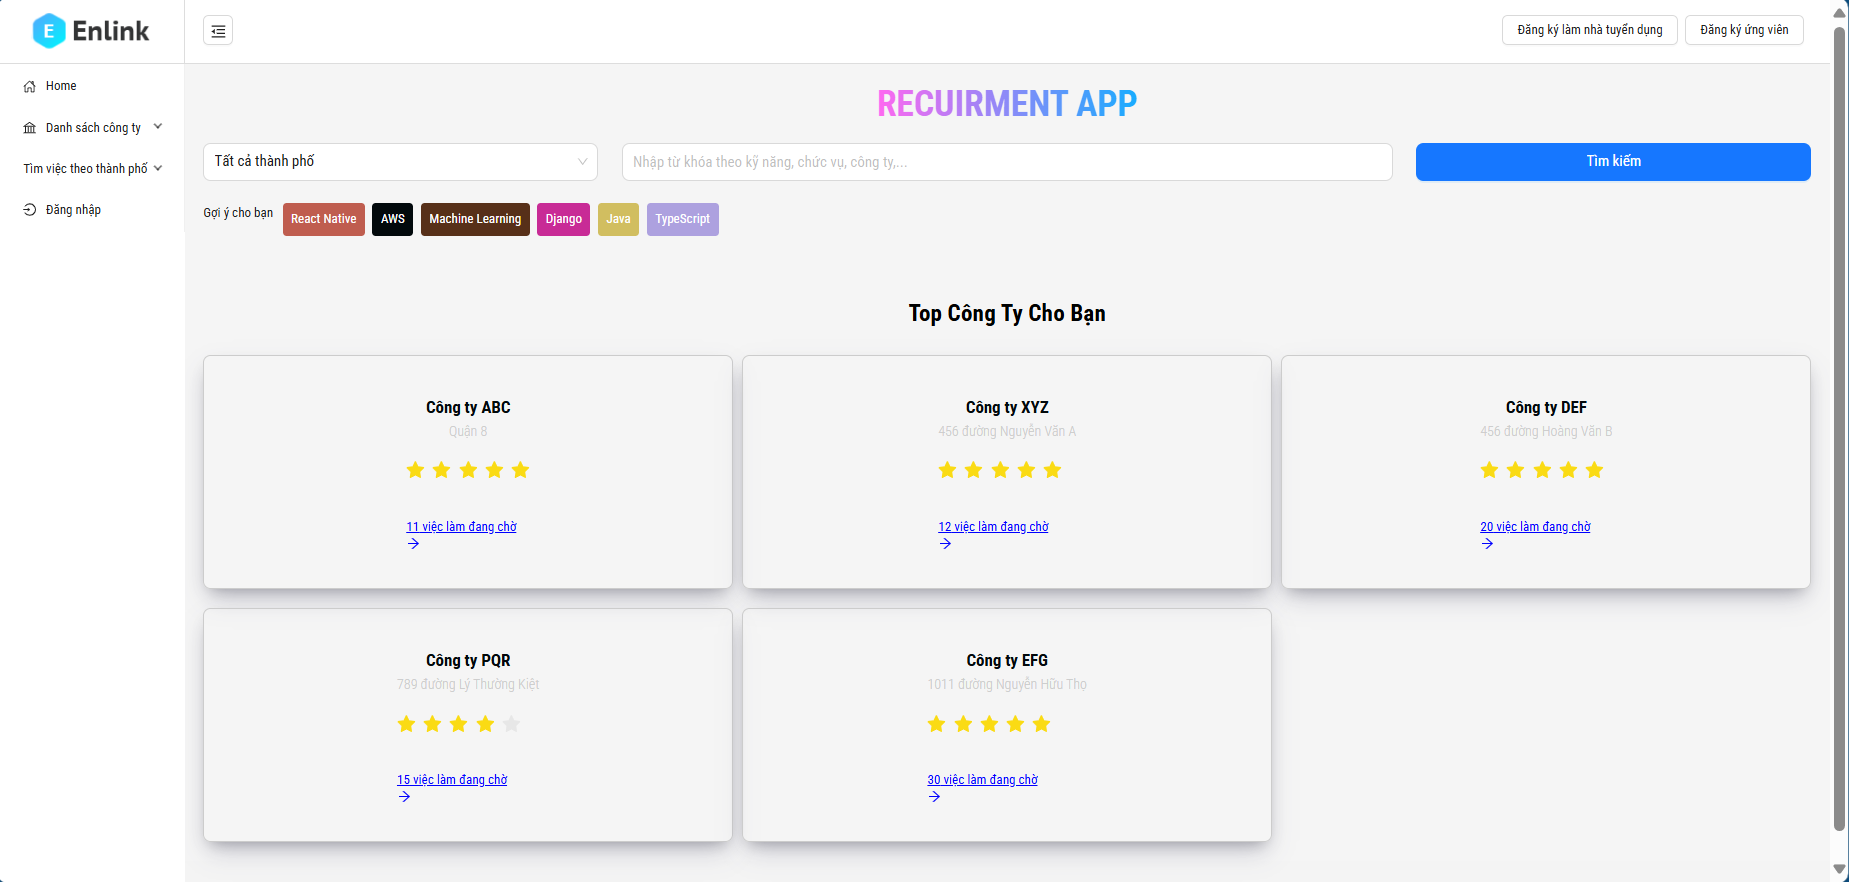 E Enlink
Đăng ký làm nhà tuyển dụng
Đăng ký ứng viên
Home
Danh sách công ty
Tìm việc theo thành phố
Đăng nhập
RECUIRMENT APP
Tất cả thành phố
Nhập từ khóa theo kỹ năng, chức vụ, công ty,...
Tìm kiếm
Gợi ý cho bạn
React Native
AWS
Machine Learning
Django
Java
TypeScript
Top Công Ty Cho Bạn
Công ty ABC
Quận 8
11 việc làm đang chờ
Công ty XYZ
456 đường Nguyễn Văn A
12 việc làm đang chờ
Công ty DEF
456 đường Hoàng Văn B
20 việc làm đang chờ
Công ty PQR
789 đường Lý Thường Kiệt
15 việc làm đang chờ
Công ty EFG
1011 đường Nguyễn Hữu Thọ
30 việc làm đang chờ